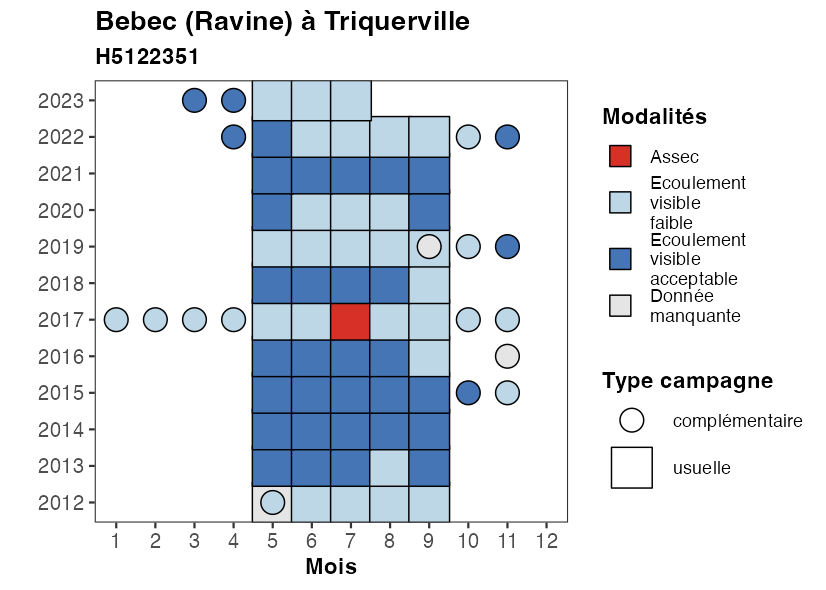 Bebec (Ravine) à Triquerville
H5122351
2023
2022
2021
2020
2019
2018
2017
2016
2015
2014
2013
2012
1 2 3 4 5 6 7 8 9 10 11 12
Mois
Modalités
Assec
Ecoulement
visible
faible
Ecoulement
visible
acceptable
Donnée
manquante
Type campagne
complémentaire
usuelle